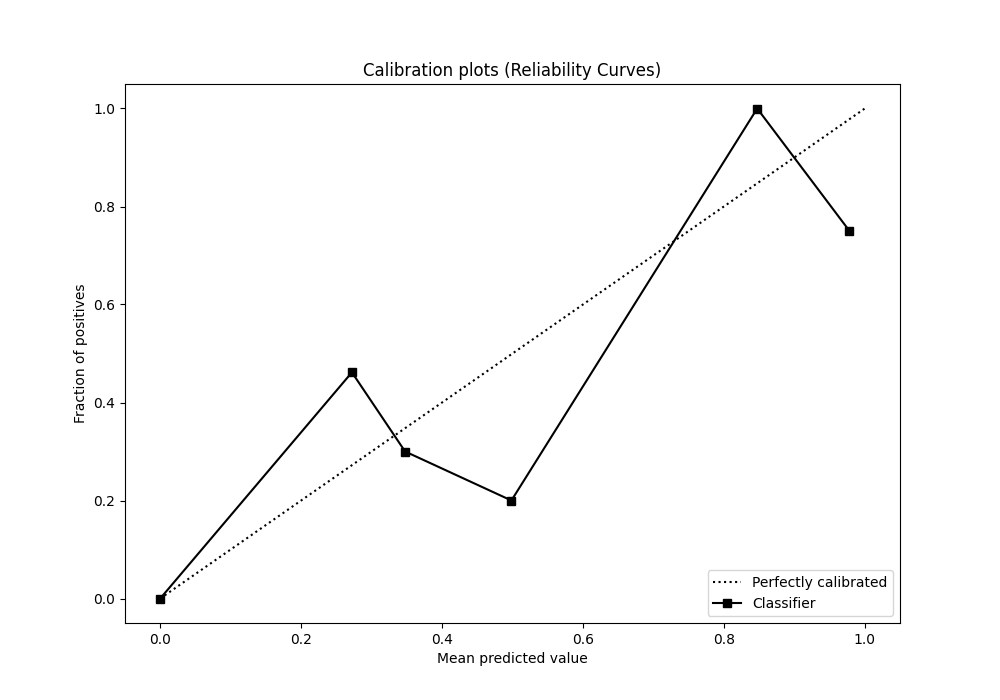 Calibration plots (Reliability Curves)
1.0
0.8
0.6
0.4
0.2
0.0
Fraction of positives
0.0 0.2 0.4 0.6 0.8 1.0
Mean predicted value
Perfectly calibrated
Classifier